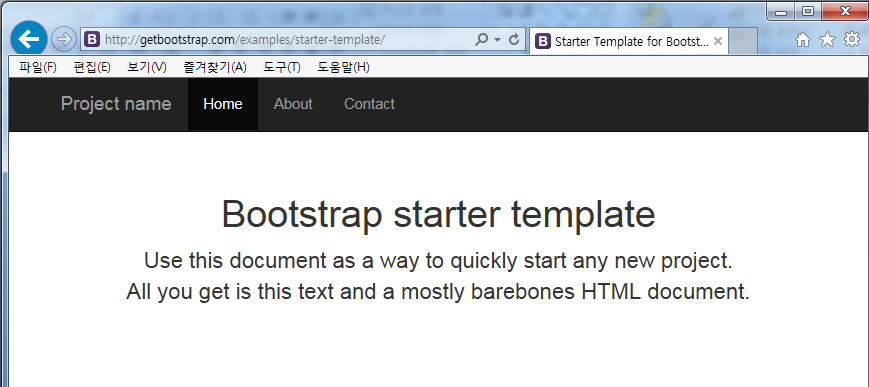 B http://getbootstrap.com/examples/starter-template/
B Starter Template for Bootst...
파일(F) 편집(E) 보기(V) 즐겨찾기(A) 도구(T) 도움말(H)
Project name Home About Contact
Bootstrap starter template
Use this document as a way to quickly start any new project.
All you get is this text and a mostly barebones HTML document.